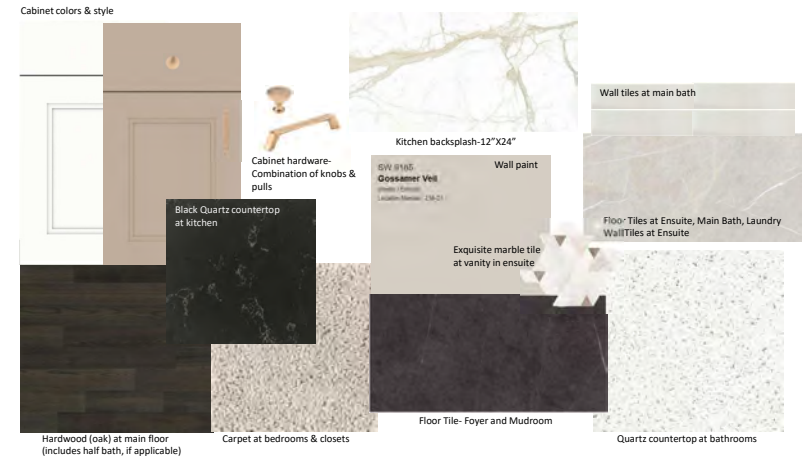 Cabinet colors & style
Wall tiles at main bath
Kitchen backsplash-12”X24”
Cabinet hardware-
Combination of knobs &
pulls
SW 9165
Gossamer Veil
Wall paint
Black Quartz countertop
at kitchen
Floor Tiles at Ensuite, Main Bath, Laundry
Wall Tiles at Ensuite
Exquisite marble tile
at vanity in ensuite
Floor Tile- Foyer and Mudroom
Hardwood (oak) at main floor
(includes half bath, if applicable)
Carpet at bedrooms & closets
Quartz countertop at bathrooms